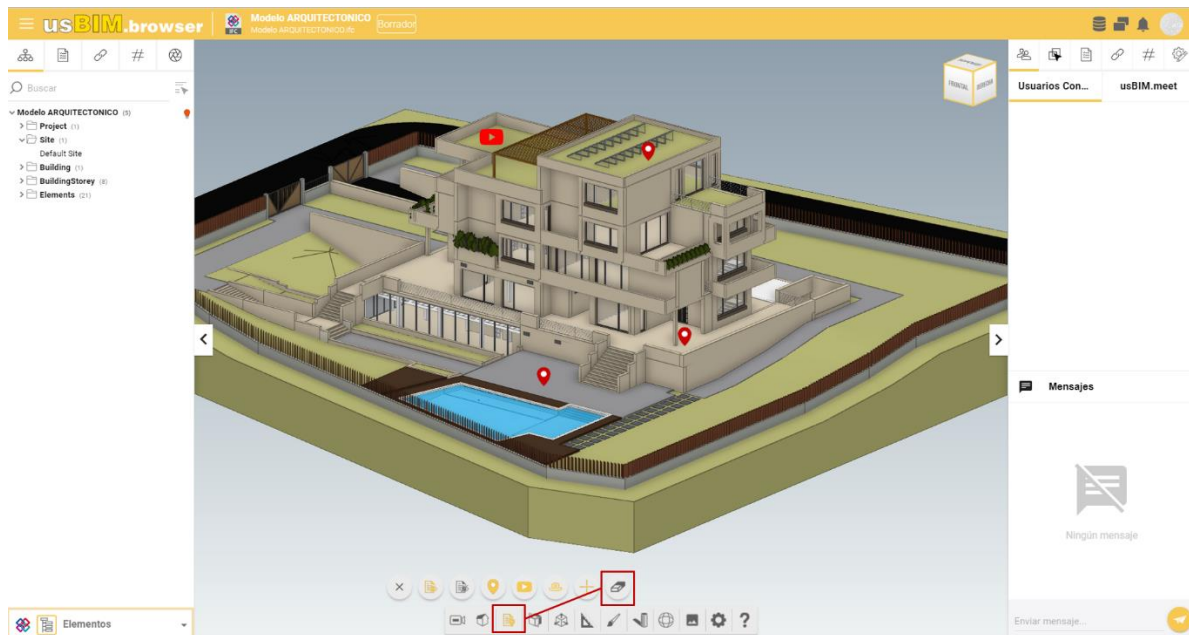 usBIM.browser
IFC
Modelo ARQUITECTONICO
Modelo ARQUITECTONICO.ifc
Borrador
#
Buscar
Modelo ARQUITECTONICO (5)
Project (1)
Site (1)
Default Site
Building (1)
BuildingStorey (8)
Elements (21)
Elementos
FRONTAL
#
Usuarios Con...
usBIM.meet
Mensajes
Ningún mensaje
Enviar mensaje...
?